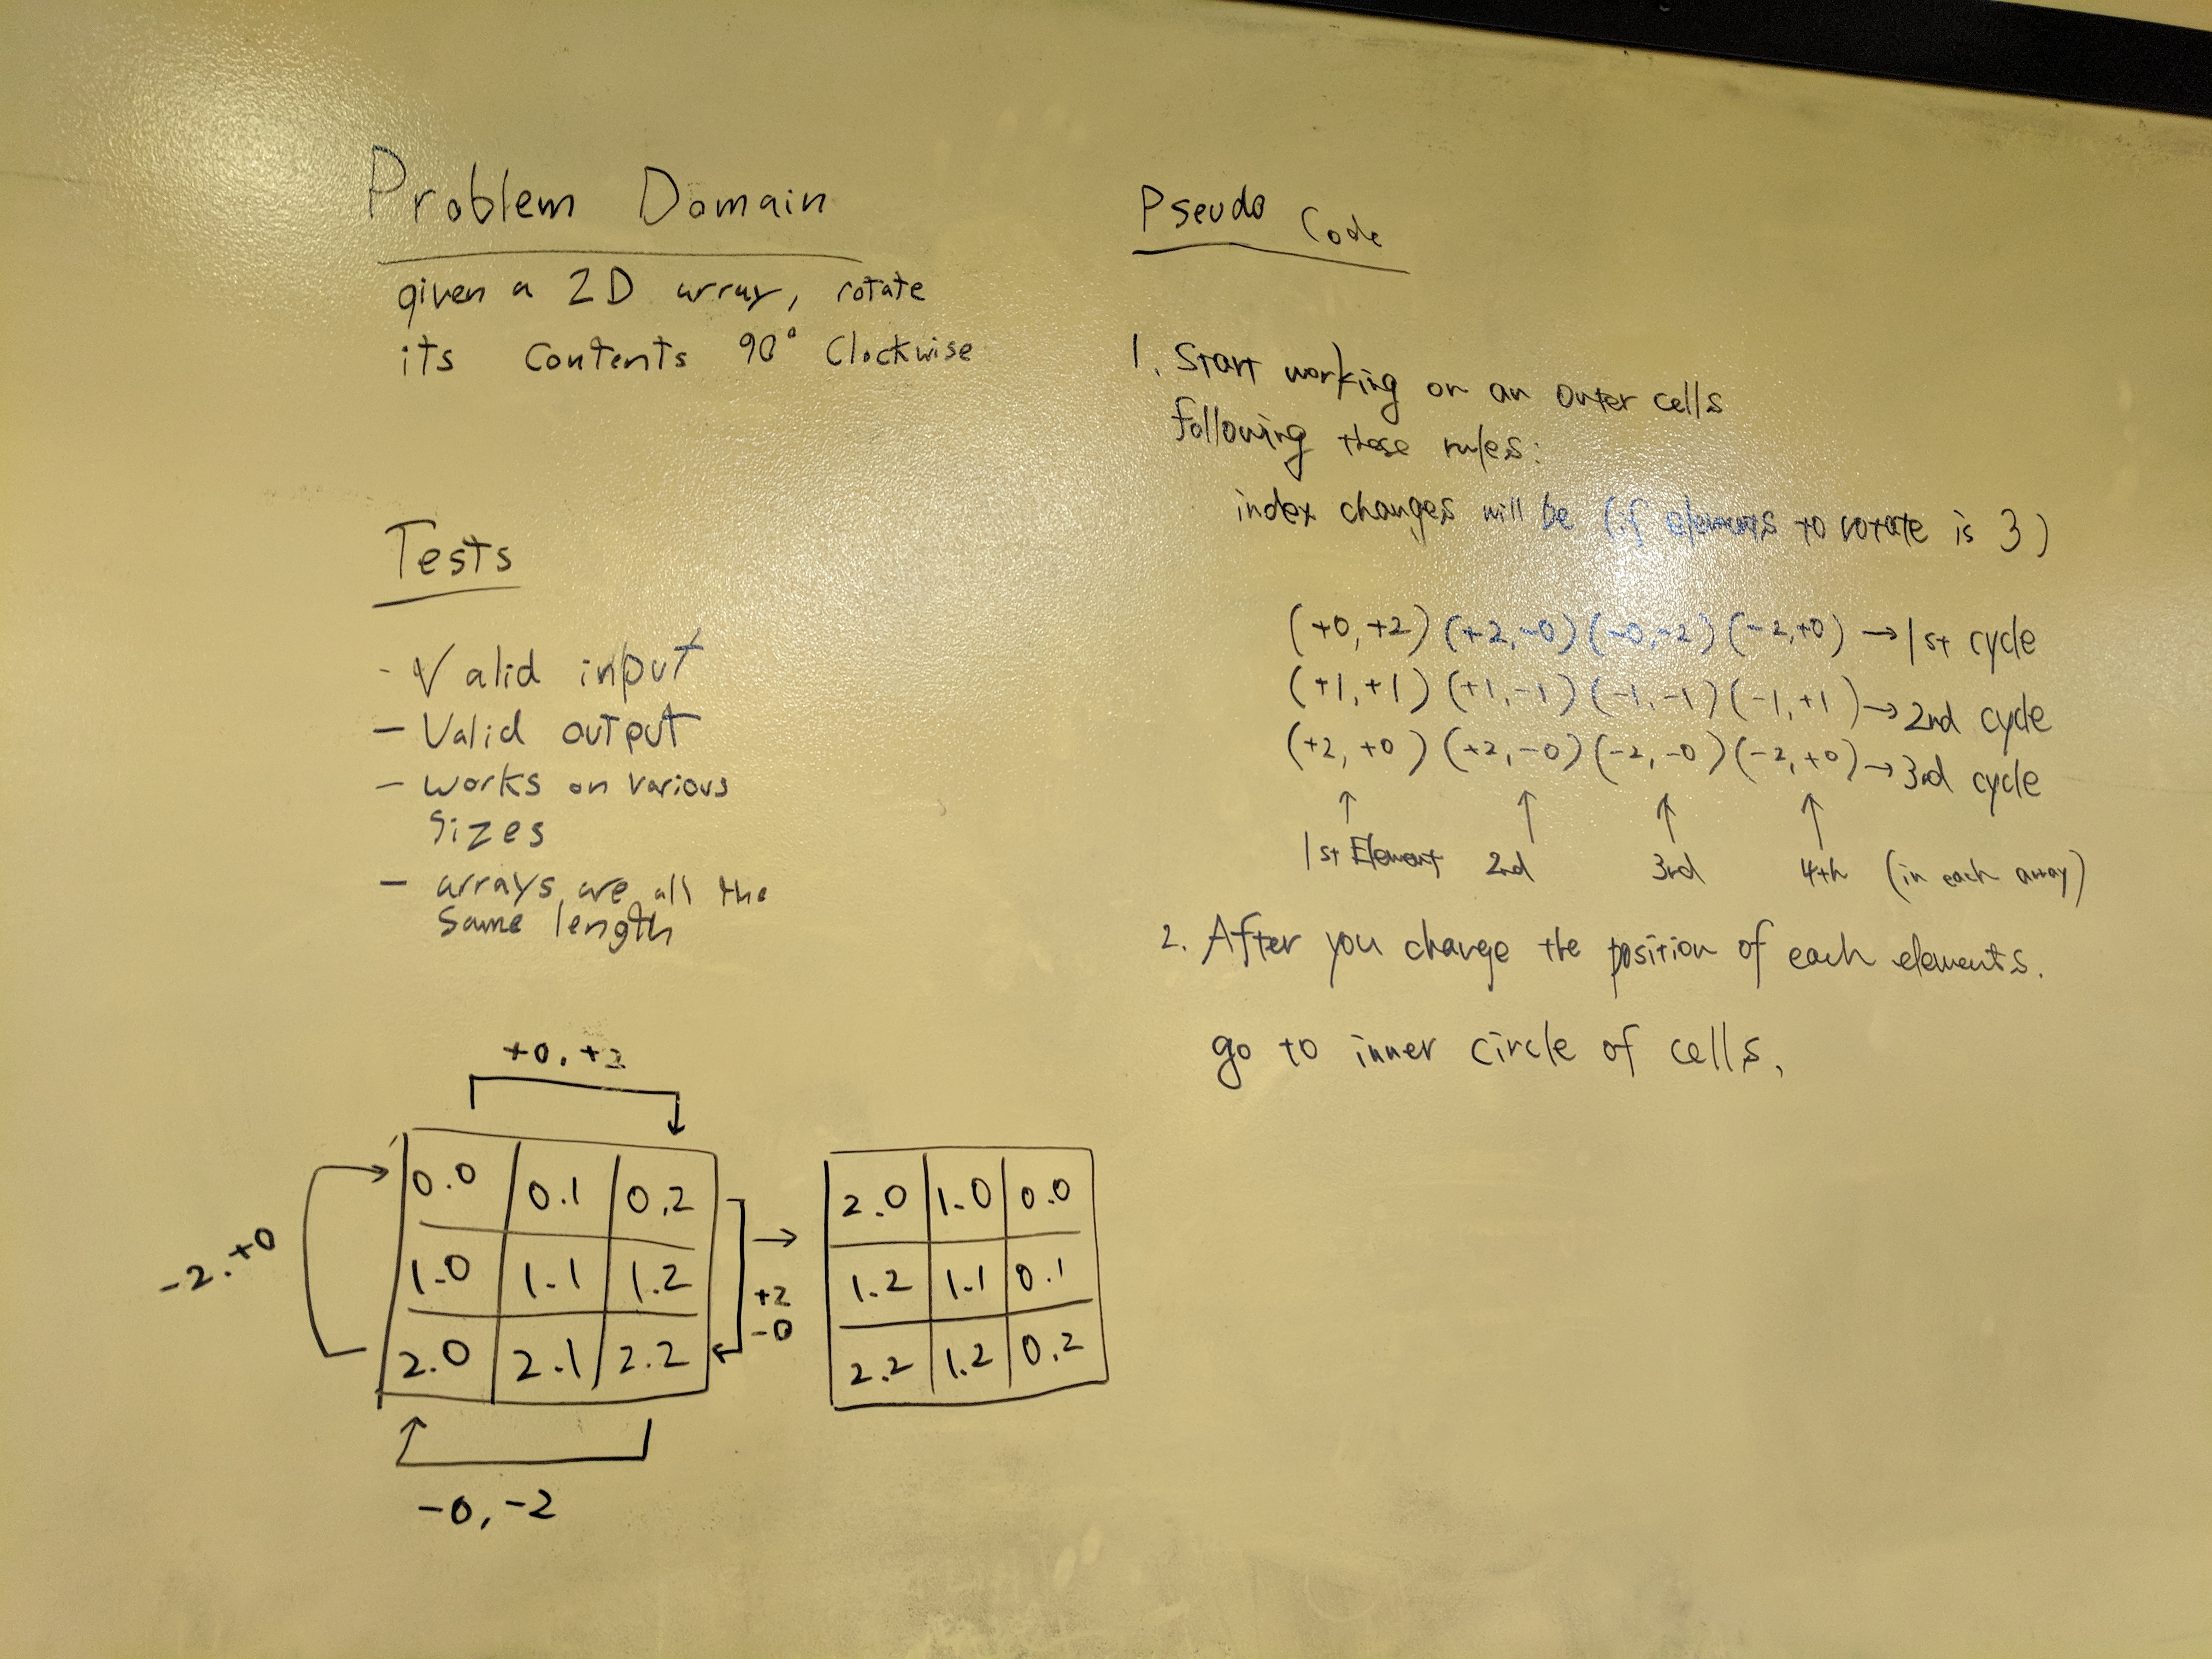 Problem Domain
given a 2D array, rotate
its Contents 90° Clockwise
Tests
- Valid input
- Valid output
- works on various
sizes
- arrays are all the
same length
+0, +2
-2, +0
0.0 0.1 0.2
1.0 1.1 1.2
2.0 2.1 2.2
+2
-0
-0, -2
2.0 1.0 0.0
1.2 1.1 0.1
2.2 1.2 0.2
Pseudo Code
1. Start working on an outer cells
following these rules:
index changes will be (if elements to rotate is 3)
(+0, +2) (+2, -0) (-0, -2) (-2, +0) → 1st cycle
(+1, +1) (+1, -1) (-1, -1) (-1, +1) → 2nd cycle
(+2, +0) (+2, -0) (-2, -0) (-2, +0) → 3rd cycle
↑ ↑ ↑ ↑
1st Element 2nd 3rd 4th (in each array)
2. After you change the position of each elements.
go to inner circle of cells.